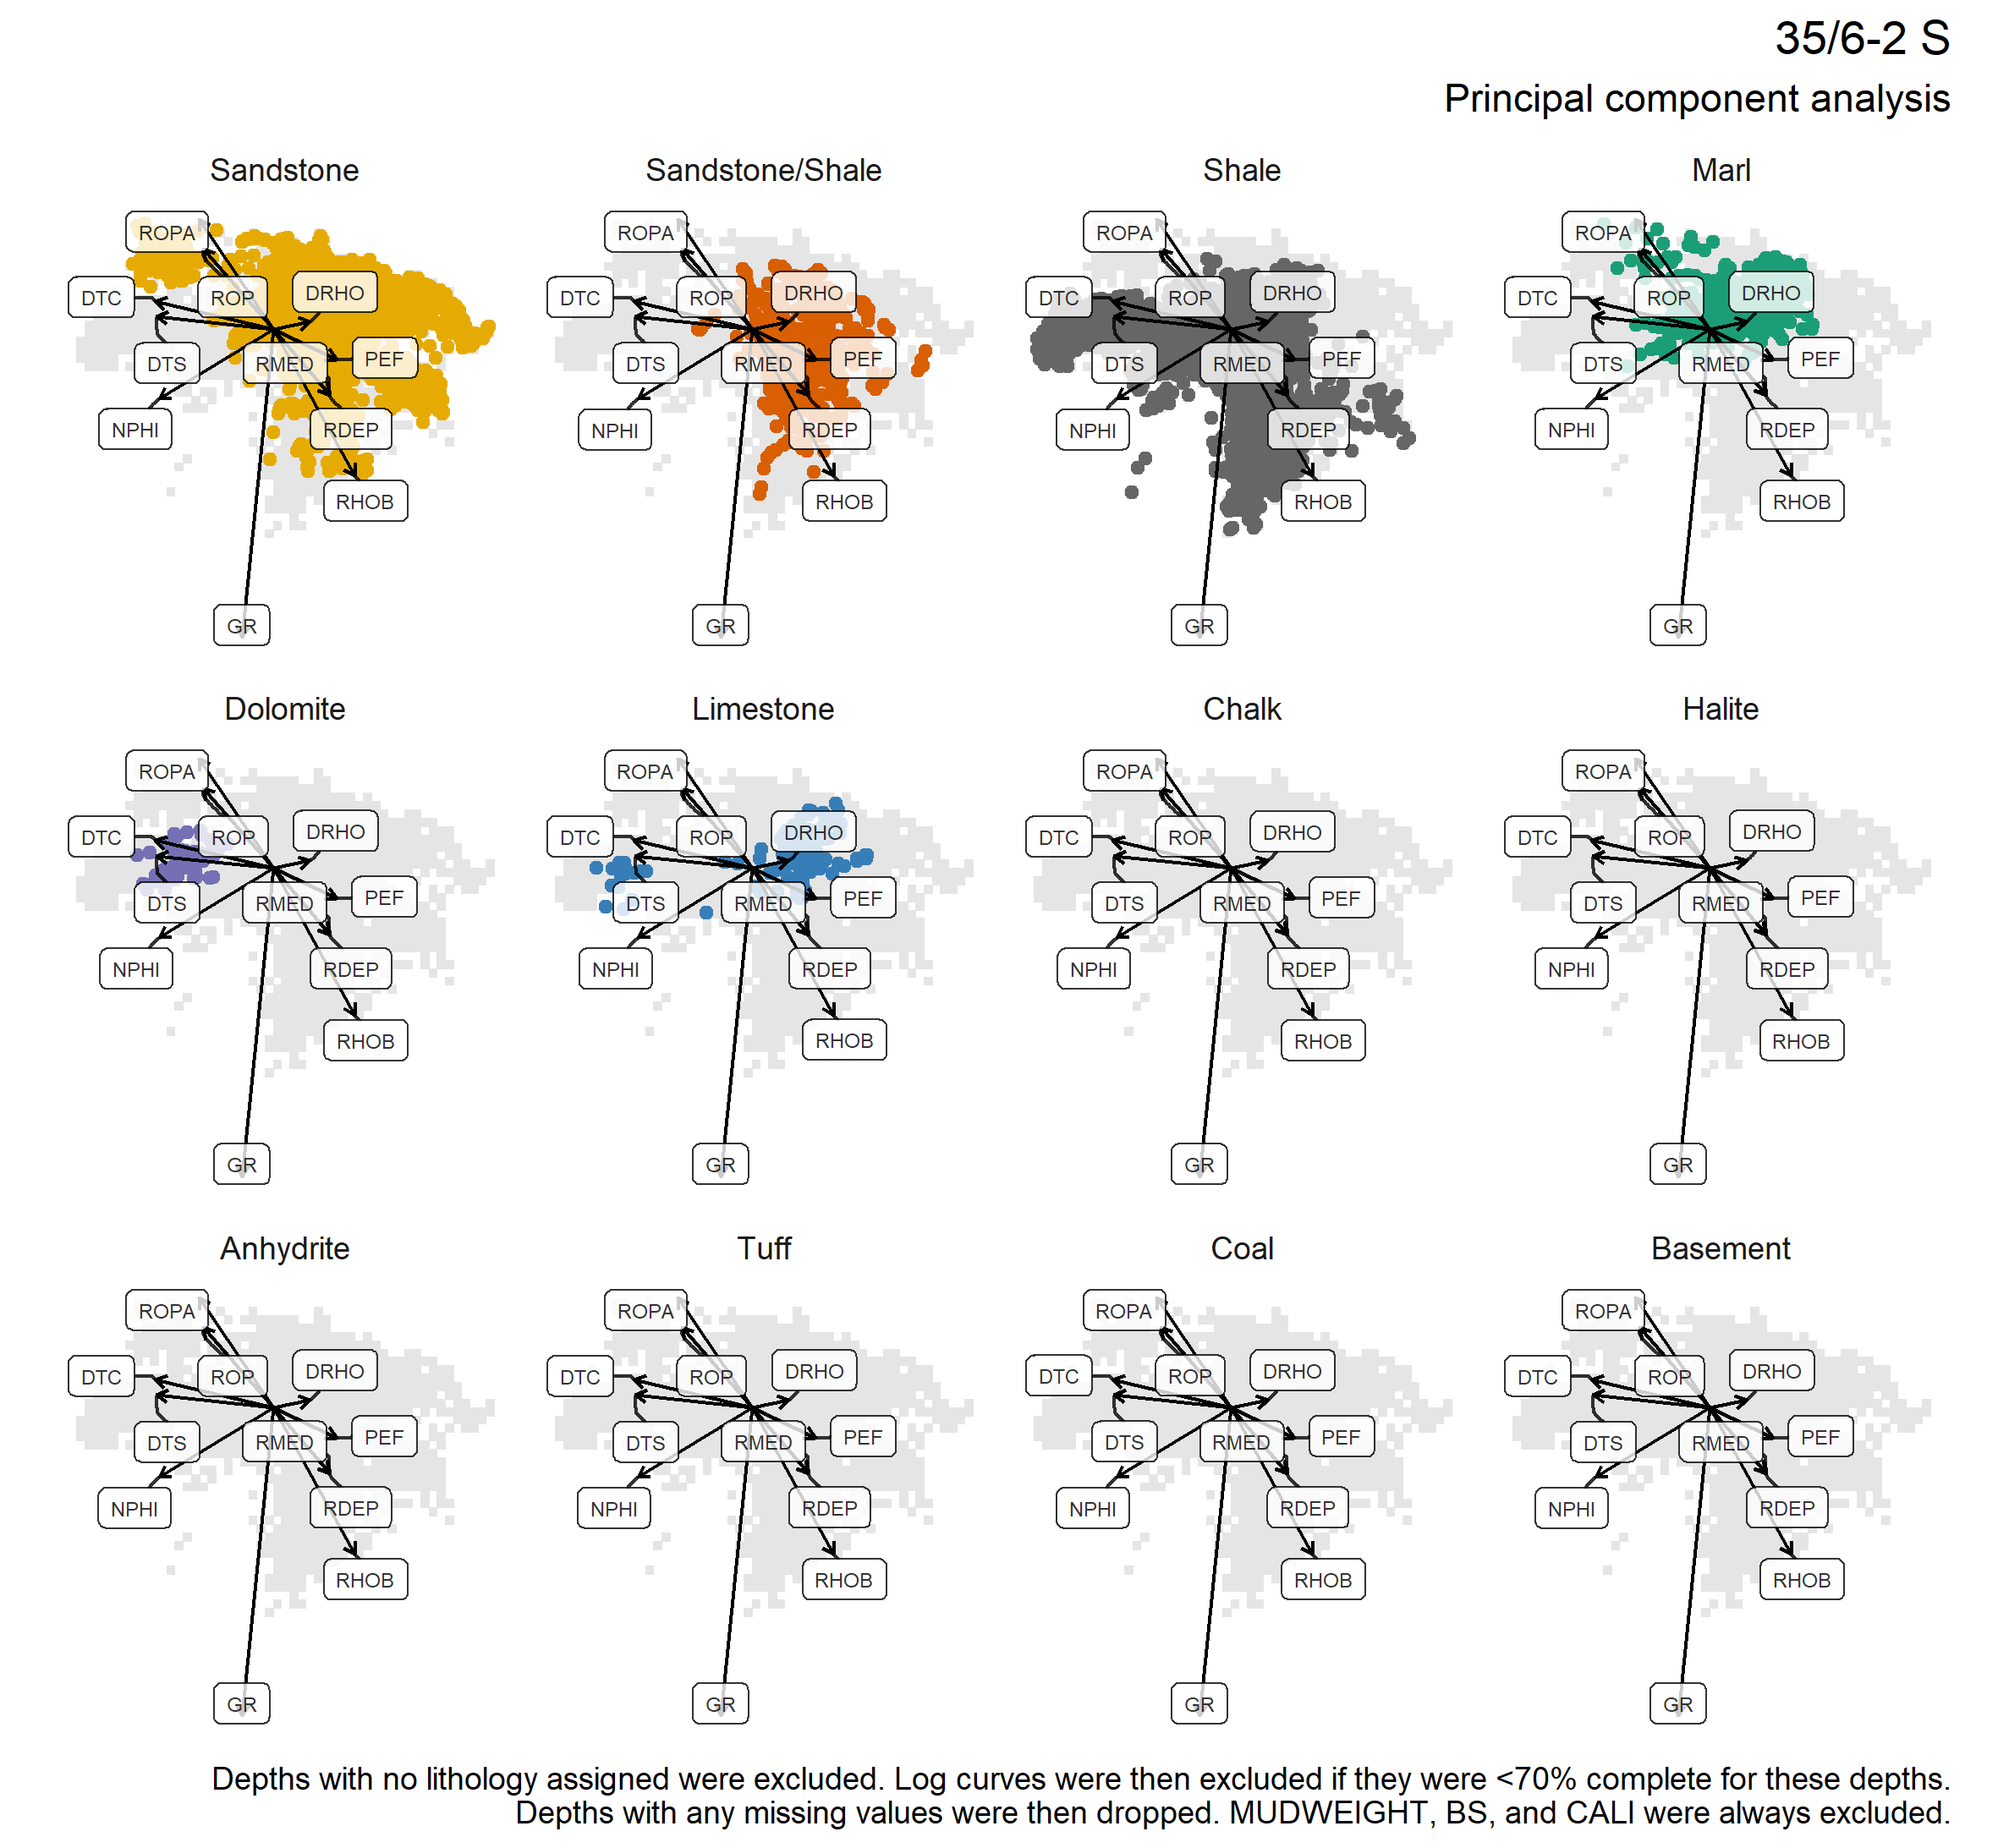 35/6-2 S
Principal component analysis
Sandstone
ROPA
DTC
ROP
DRHO
DTS
RMED
PEF
NPHI
RDEP
RHOB
GR
Sandstone/Shale
ROPA
DTC
ROP
DRHO
DTS
RMED
PEF
NPHI
RDEP
RHOB
GR
Shale
ROPA
DTC
ROP
DRHO
DTS
RMED
PEF
NPHI
RDEP
RHOB
GR
Marl
ROPA
DTC
ROP
DRHO
DTS
RMED
PEF
NPHI
RDEP
RHOB
GR
Dolomite
ROPA
DTC
ROP
DRHO
DTS
RMED
PEF
NPHI
RDEP
RHOB
GR
Limestone
ROPA
DTC
ROP
DRHO
DTS
RMED
PEF
NPHI
RDEP
RHOB
GR
Chalk
ROPA
DTC
ROP
DRHO
DTS
RMED
PEF
NPHI
RDEP
RHOB
GR
Halite
ROPA
DTC
ROP
DRHO
DTS
RMED
PEF
NPHI
RDEP
RHOB
GR
Anhydrite
ROPA
DTC
ROP
DRHO
DTS
RMED
PEF
NPHI
RDEP
RHOB
GR
Tuff
ROPA
DTC
ROP
DRHO
DTS
RMED
PEF
NPHI
RDEP
RHOB
GR
Coal
ROPA
DTC
ROP
DRHO
DTS
RMED
PEF
NPHI
RDEP
RHOB
GR
Basement
ROPA
DTC
ROP
DRHO
DTS
RMED
PEF
NPHI
RDEP
RHOB
GR
Depths with no lithology assigned were excluded. Log curves were then excluded if they were <70% complete for these depths.
Depths with any missing values were then dropped. MUDWEIGHT, BS, and CALI were always excluded.